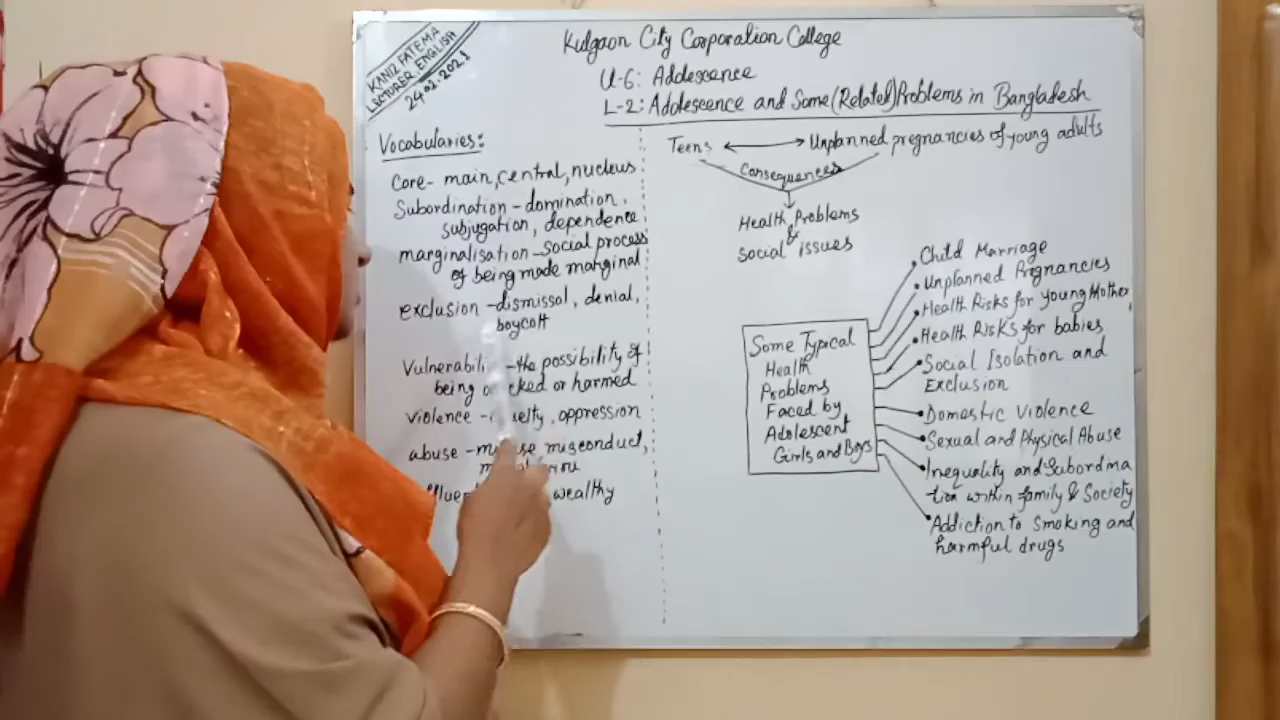 KANIZ FATEMA
LECTURER, ENGLISH
24.02.2021
Kulgaon City Corporation College
U-6: Adolescence
L-2: Adolescence and Some (Related) Problems in Bangladesh
Vocabularies:
Core- main, central, nucleus
Subordination - domination,
subjugation, dependence
marginalisation - social process
of being made marginal
exclusion - dismissal, denial,
boycott
- the possibility of
being or harmed
violence - oppression
abuse - misconduct,
wealthy
Teens Unplanned pregnancies of young adults
Consequences
Health Problems
&
Social issues
Some Typical
Health
Problems
Faced by
Adolescent
Girls and Boys
Child Marriage
Unplanned Pregnancies
Health Risks for young Mother,
Health Risks for babies
Social Isolation and
Exclusion
Domestic Violence
Sexual and Physical Abuse
Inequality and Subordina
tion within family & Society
Addiction to smoking and
harmful drugs